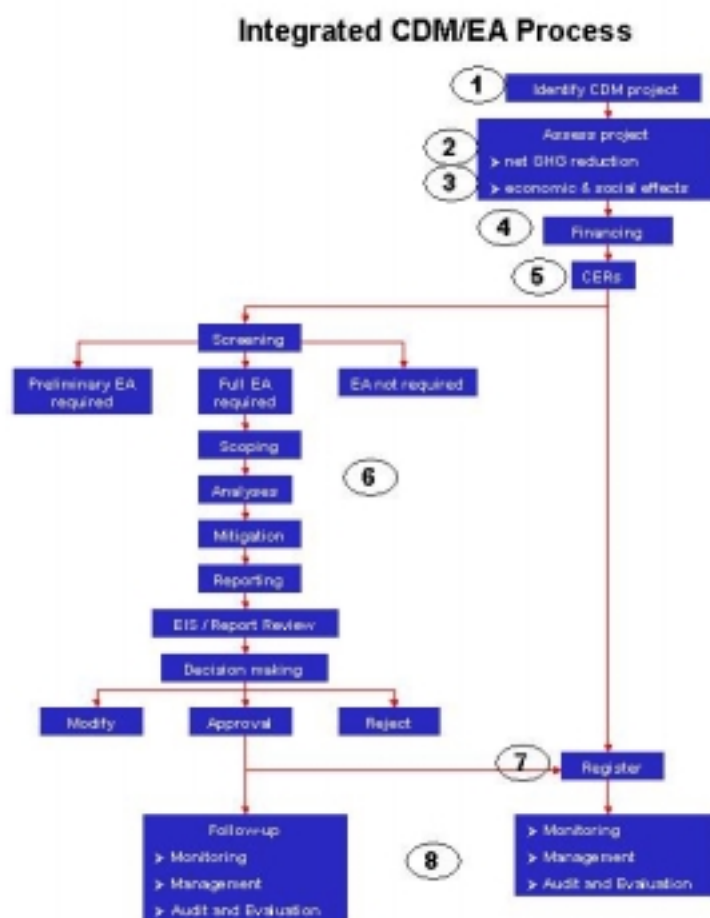 Integrated CDM/EA Process
1
Identify CDM project
Assess project
2
➢ net GHG reduction
3
➢ economic & social effects
4
Financing
5
CERs
Screening
Preliminary EA
required
Full EA
required
EA not required
Scoping
6
Analyses
Mitigation
Reporting
EIS / Report Review
Decision making
Modify
Approval
Reject
7
Register
Follow-up
➢ Monitoring
➢ Management
➢ Audit and Evaluation
8
➢ Monitoring
➢ Management
➢ Audit and Evaluation